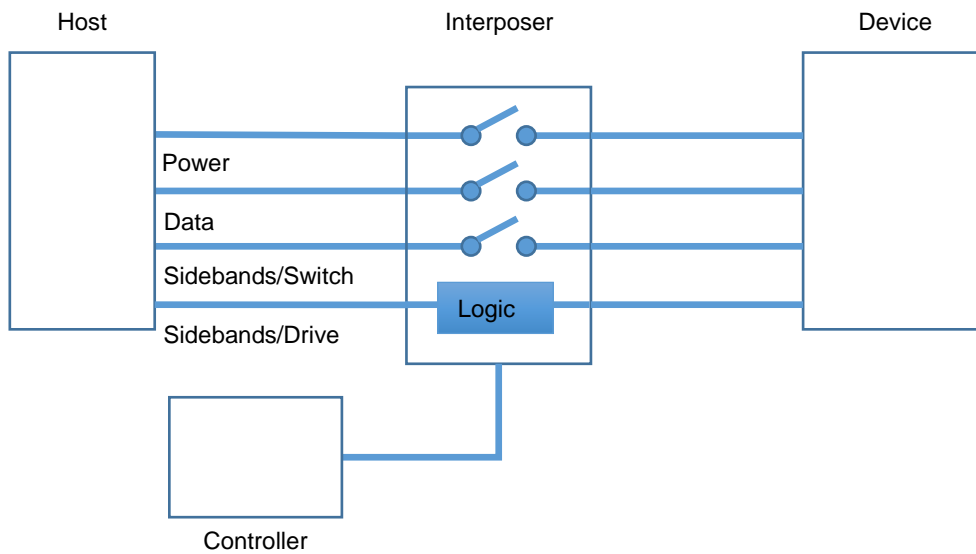 Host
Interposer
Device
Power
Data
Sidebands/Switch
Logic
Sidebands/Drive
Controller